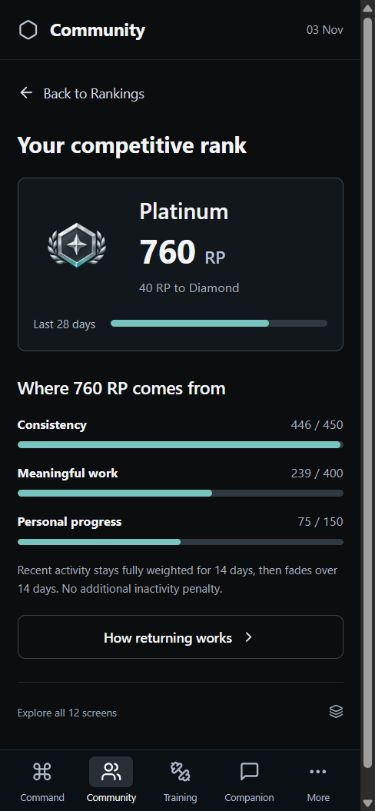 Community
03 Nov
Back to Rankings
Your competitive rank
Platinum
760 RP
40 RP to Diamond
Last 28 days
Where 760 RP comes from
Consistency 446 / 450
Meaningful work 239 / 400
Personal progress 75 / 150
Recent activity stays fully weighted for 14 days, then fades over
14 days. No additional inactivity penalty.
How returning works
Explore all 12 screens
Command Community Training Companion More